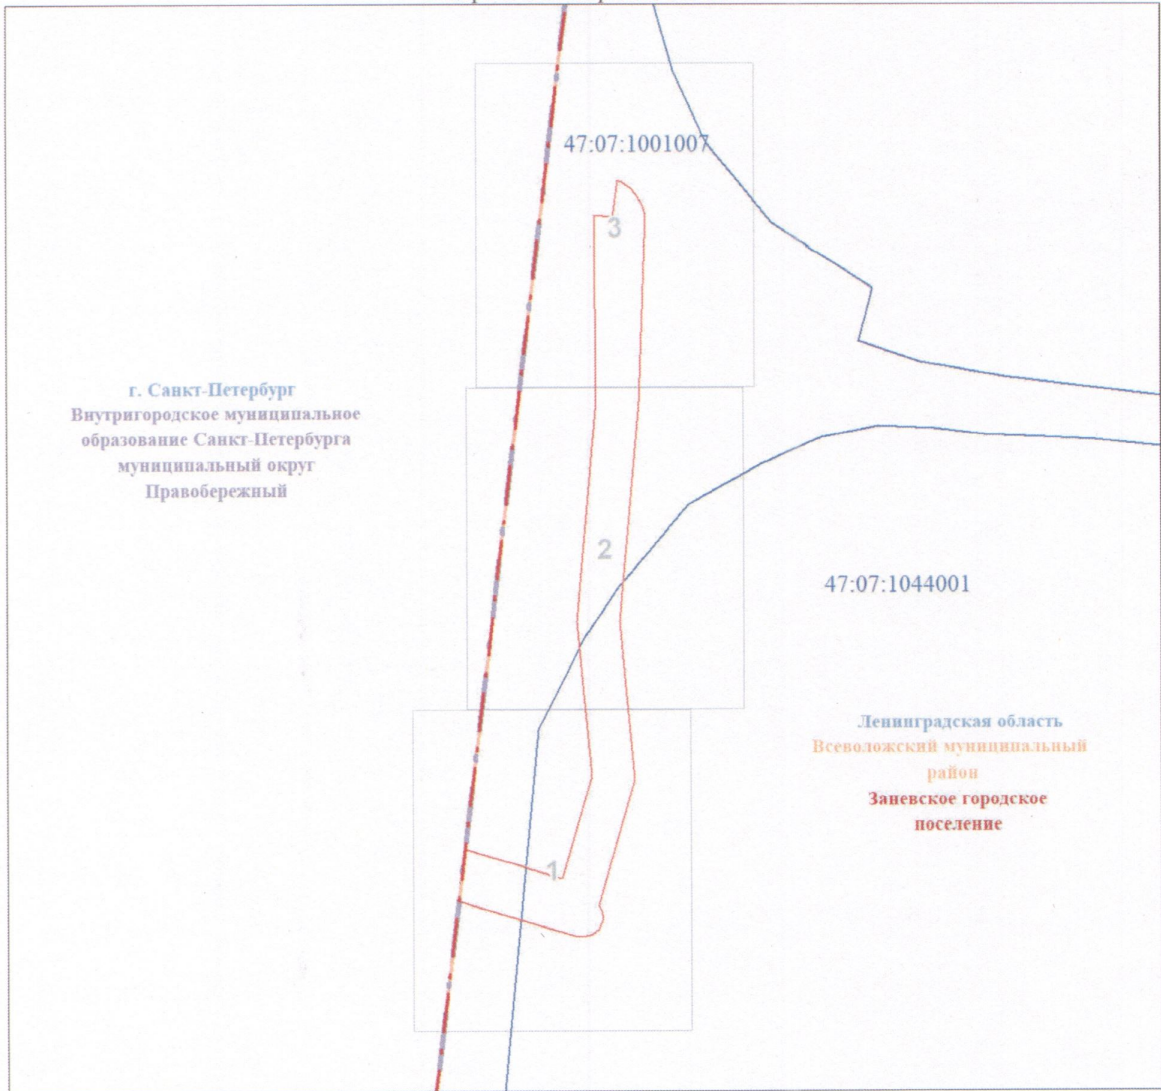 47:07:1001007
3
г. Санкт-Петербург
Внутригородское муниципальное
образование Санкт-Петербурга
муниципальный округ
Правобережный
2
47:07:1044001
Ленинградская область
Всеволожский муниципальный
район
Заневское городское
поселение
1